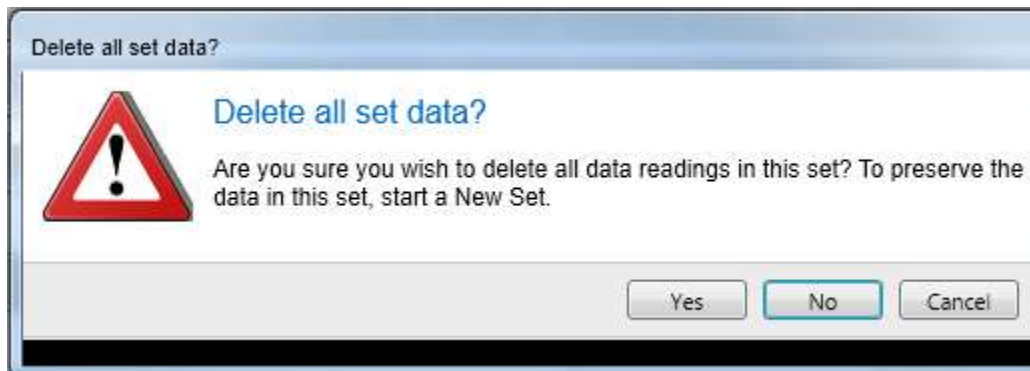 Delete all set data?
Delete all set data?
Are you sure you wish to delete all data readings in this set? To preserve the
data in this set, start a New Set.
Yes No Cancel